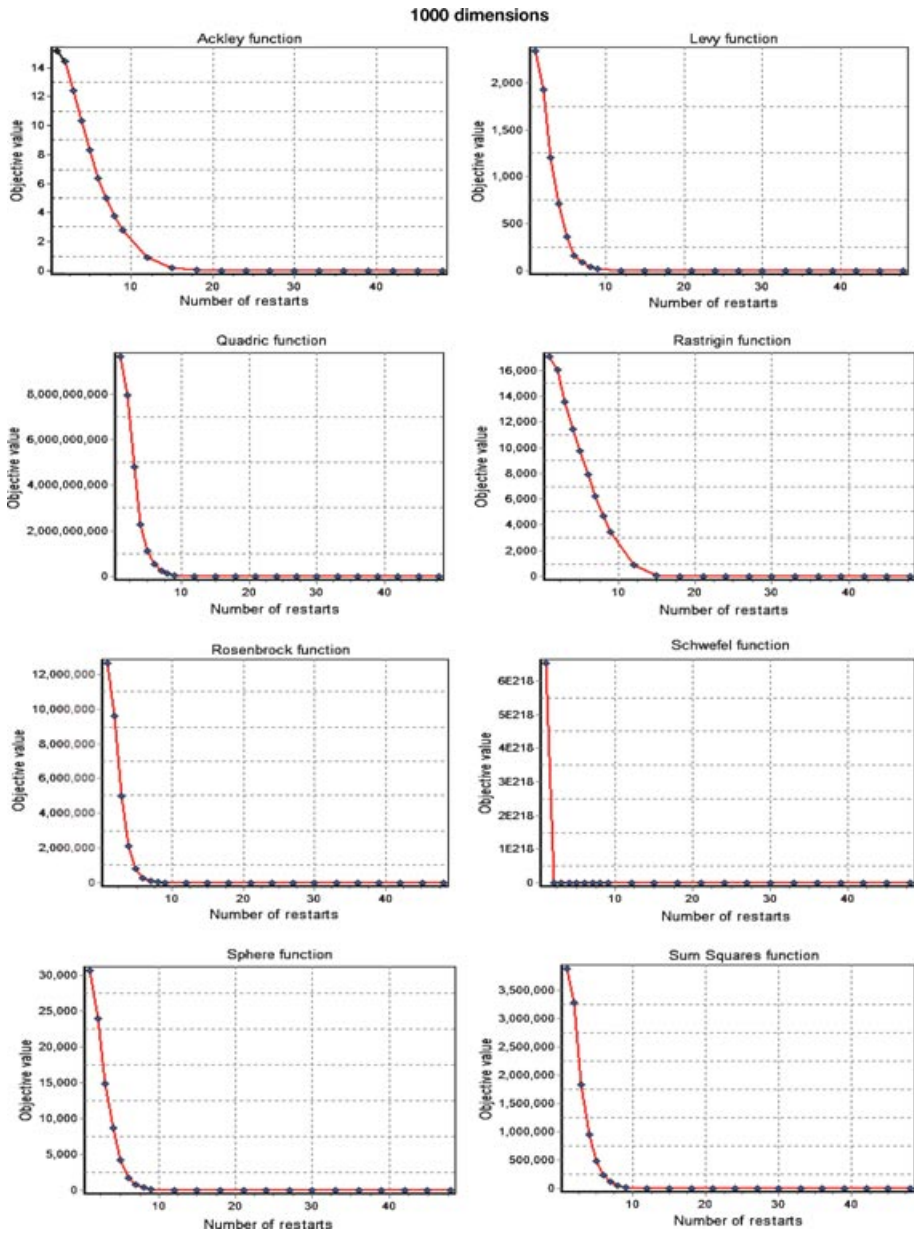 1000 dimensions
Ackley function
Objective value
14
12
10
8
6
4
2
0
10 20 30 40
Number of restarts
Levy function
Objective value
2,000
1,500
1,000
500
0
10 20 30 40
Number of restarts
Quadric function
Objective value
8,000,000,000
6,000,000,000
4,000,000,000
2,000,000,000
0
10 20 30 40
Number of restarts
Rastrigin function
Objective value
16,000
14,000
12,000
10,000
8,000
6,000
4,000
2,000
0
10 20 30 40
Number of restarts
Rosenbrock function
Objective value
12,000,000
10,000,000
8,000,000
6,000,000
4,000,000
2,000,000
0
10 20 30 40
Number of restarts
Schwefel function
Objective value
6E218
5E218
4E218
3E218
2E218
1E218
0
10 20 30 40
Number of restarts
Sphere function
Objective value
30,000
25,000
20,000
15,000
10,000
5,000
0
10 20 30 40
Number of restarts
Sum Squares function
Objective value
3,500,000
3,000,000
2,500,000
2,000,000
1,500,000
1,000,000
500,000
0
10 20 30 40
Number of restarts